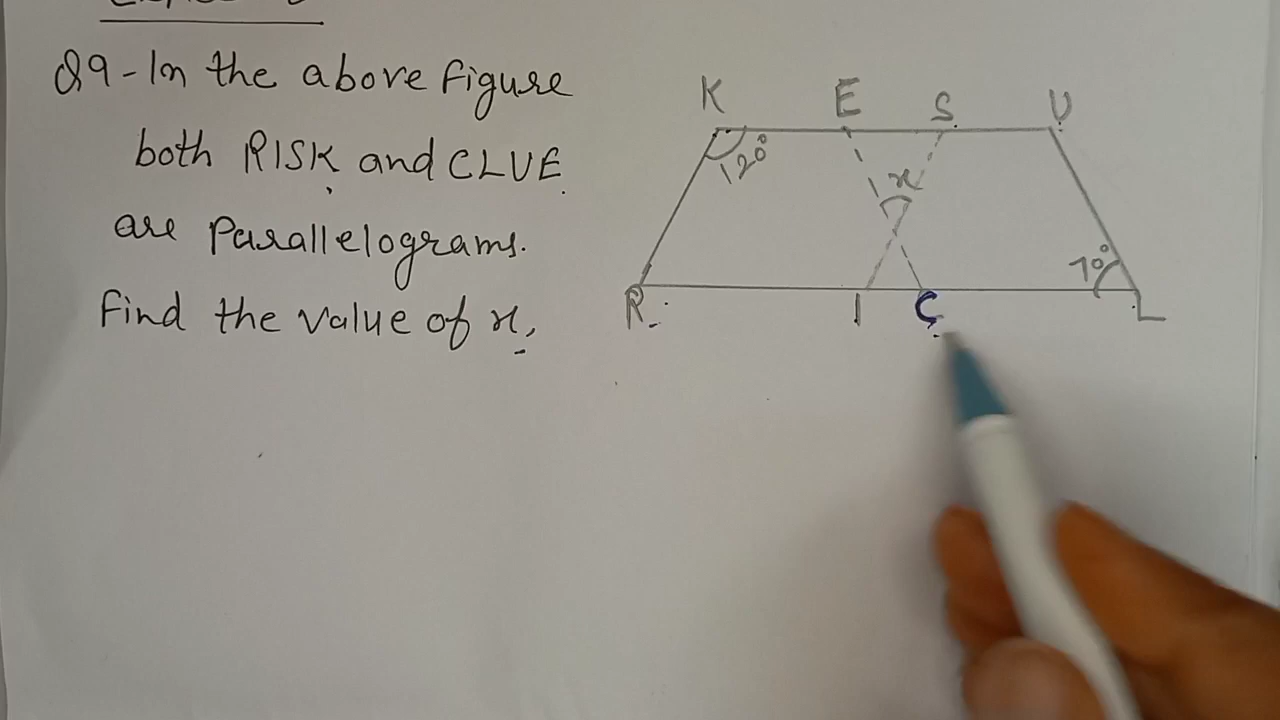 Q9 - In the above figure
both RISK and CLUE
are parallelograms.
Find the value of x.
K E S U
120°
x
70°
R I C L